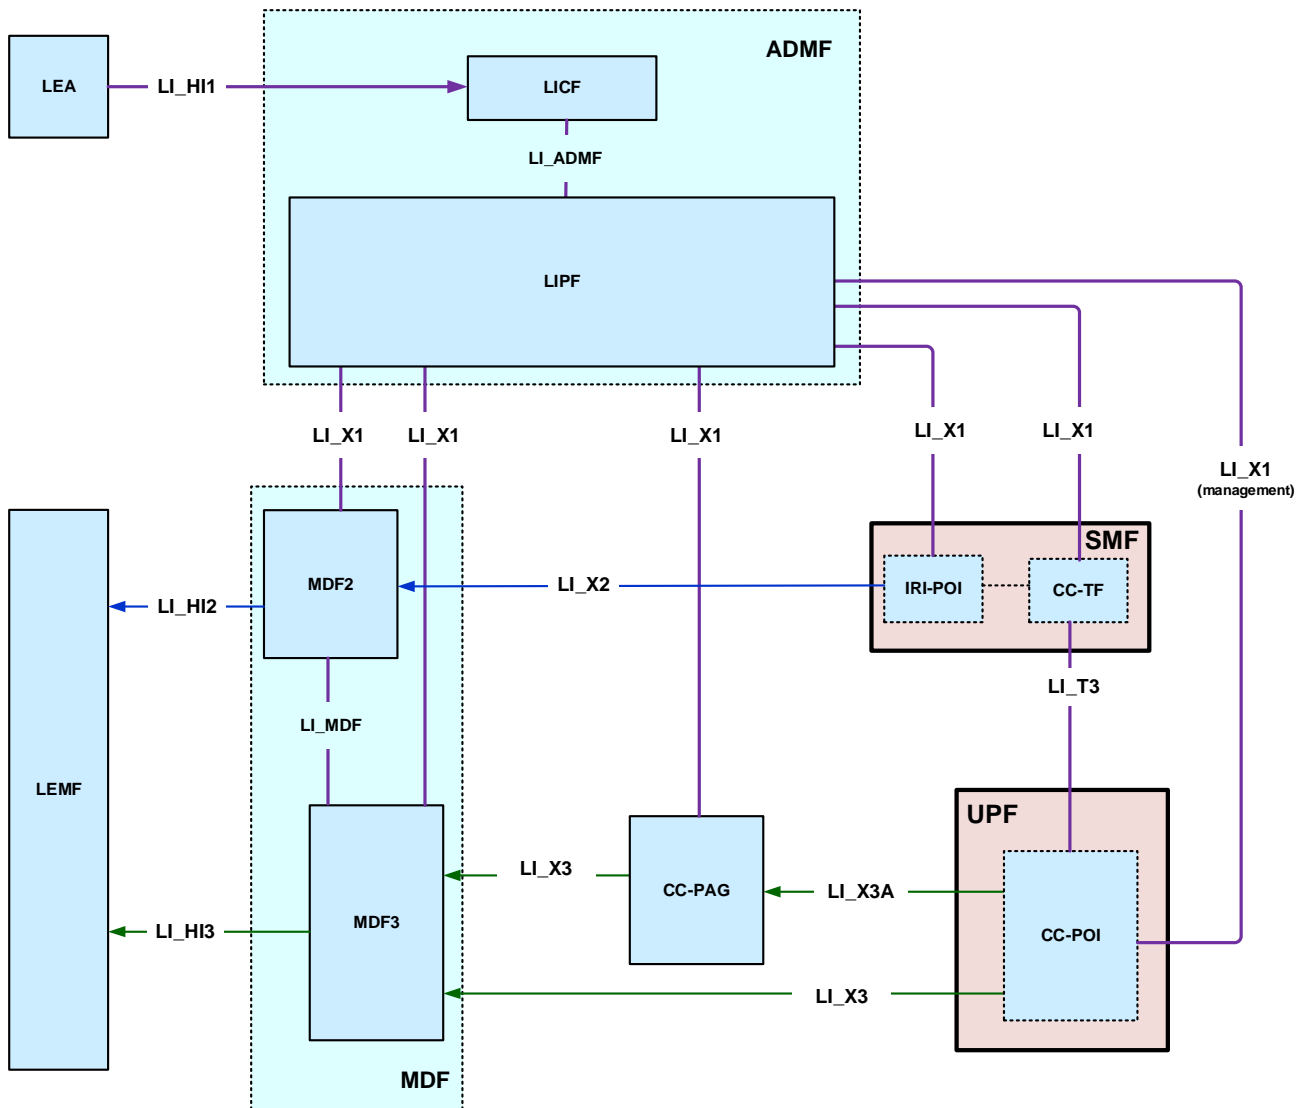 ADMF
LEA
LI_HI1
LICF
LI_ADMF
LIPF
LI_X1
LI_X1
LI_X1
LI_X1
LI_X1
LI_X1
(management)
SMF
MDF2
LI_X2
IRI-POI
CC-TF
LI_HI2
LI_T3
LI_MDF
LEMF
UPF
LI_X3
CC-PAG
LI_X3A
MDF3
LI_HI3
CC-POI
LI_X3
MDF